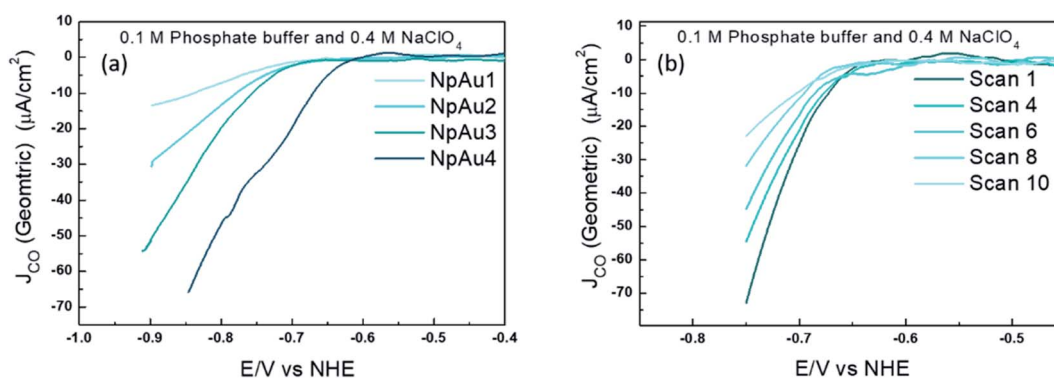 (a)
0.1 M Phosphate buffer and 0.4 M NaClO4
NpAu1
NpAu2
NpAu3
NpAu4
JCO (Geomtric) (µA/cm2)
10
0
-10
-20
-30
-40
-50
-60
-70
-1.0 -0.9 -0.8 -0.7 -0.6 -0.5 -0.4
E/V vs NHE
(b)
0.1 M Phosphate buffer and 0.4 M NaClO4
Scan 1
Scan 4
Scan 6
Scan 8
Scan 10
JCO (Geometric) (µA/cm2)
10
0
-10
-20
-30
-40
-50
-60
-70
-0.8 -0.7 -0.6 -0.5
E/V vs NHE